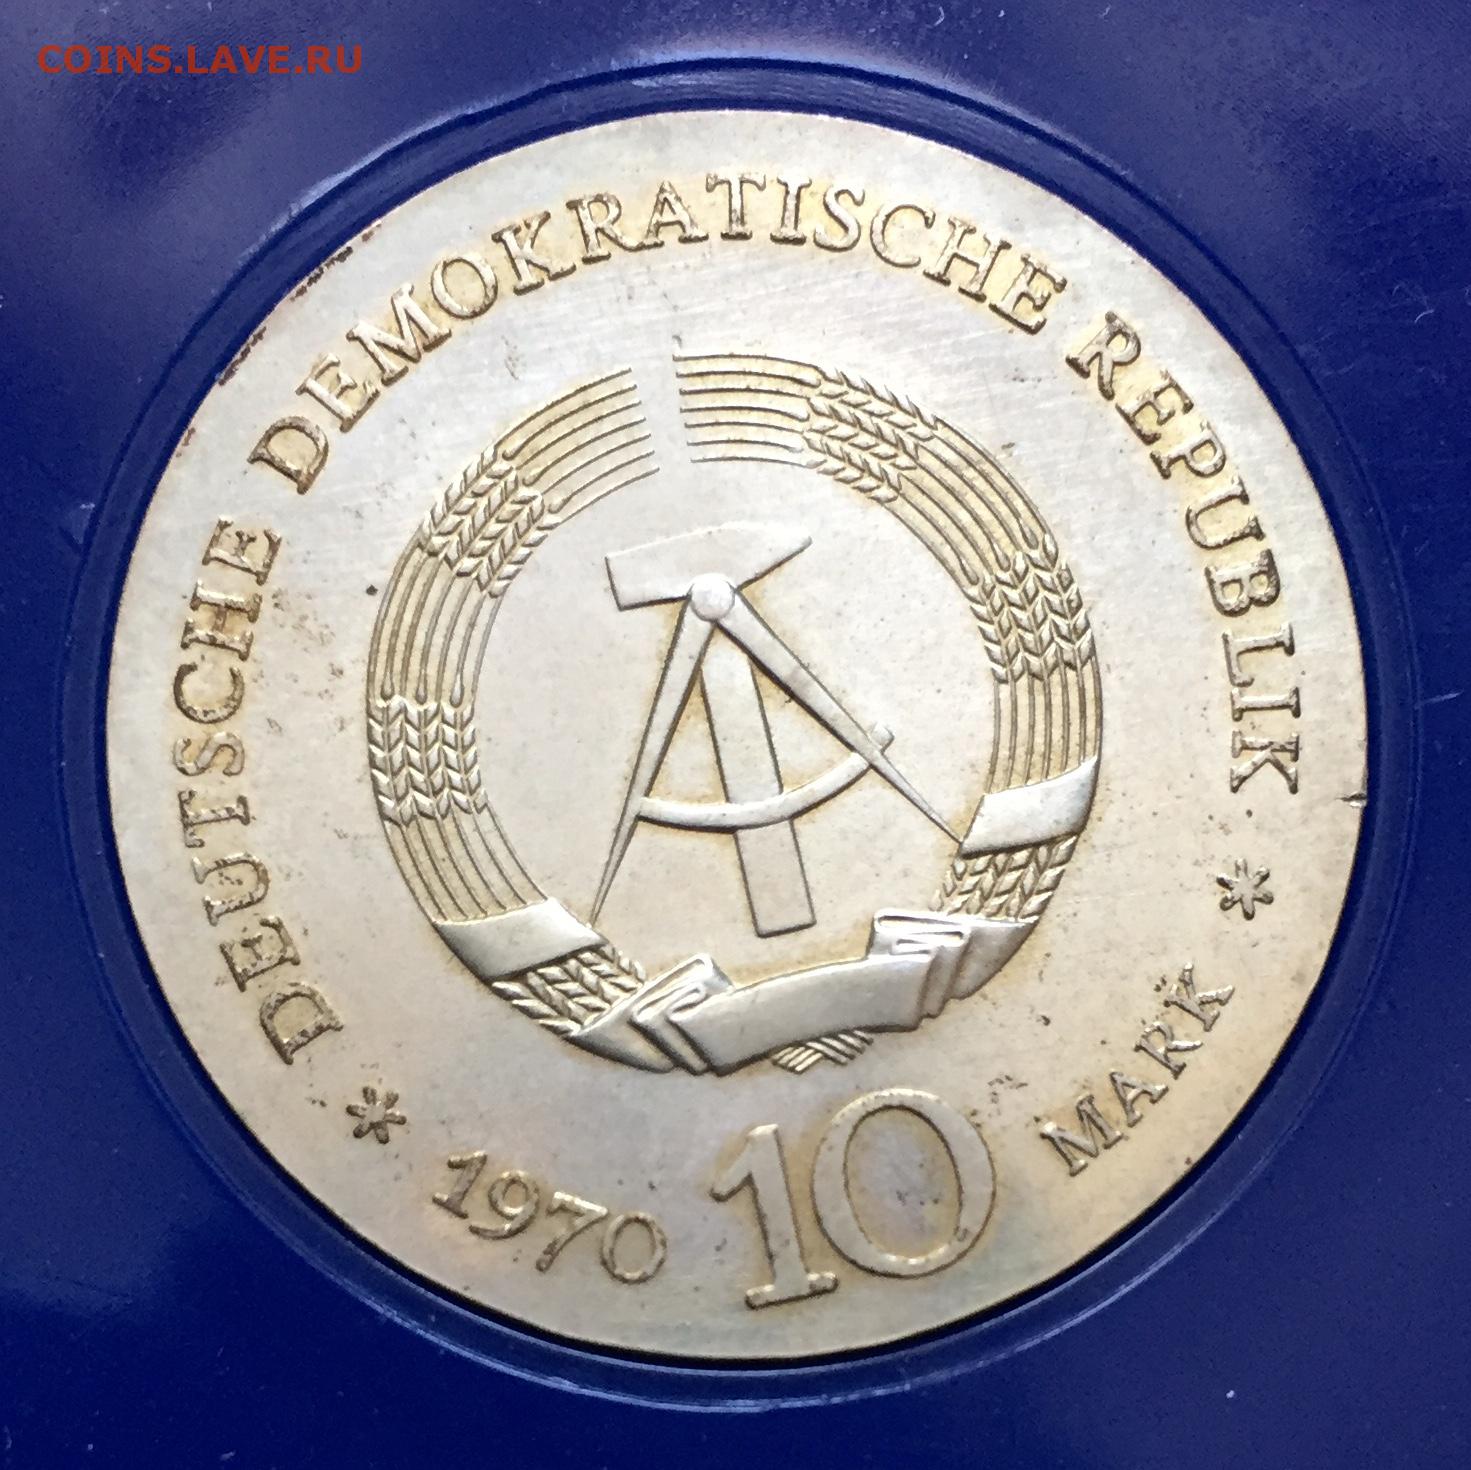 COINS.LAVE.RU
DEUTSCHE DEMOKRATISCHE REPUBLIK
* 1970 10 MARK *